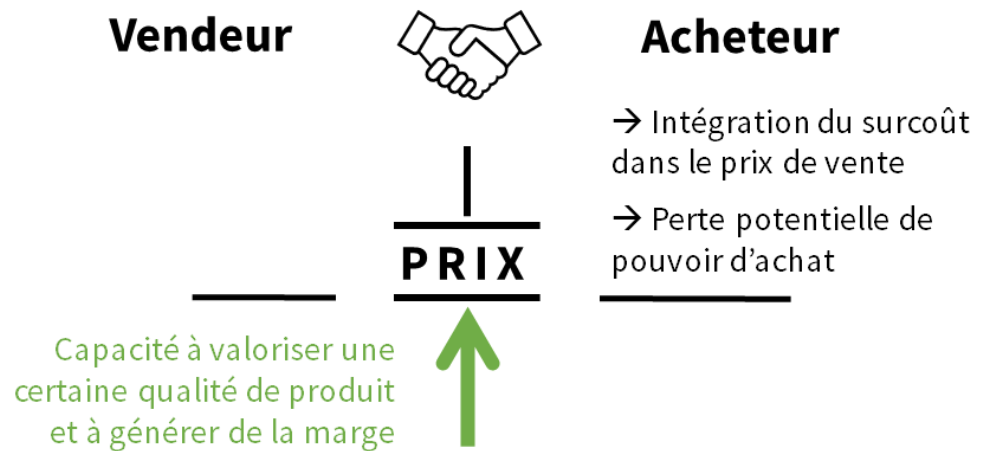 Vendeur
Acheteur
→ Intégration du surcoût
dans le prix de vente
→ Perte potentielle de
pouvoir d’achat
PRIX
Capacité à valoriser une
certaine qualité de produit
et à générer de la marge